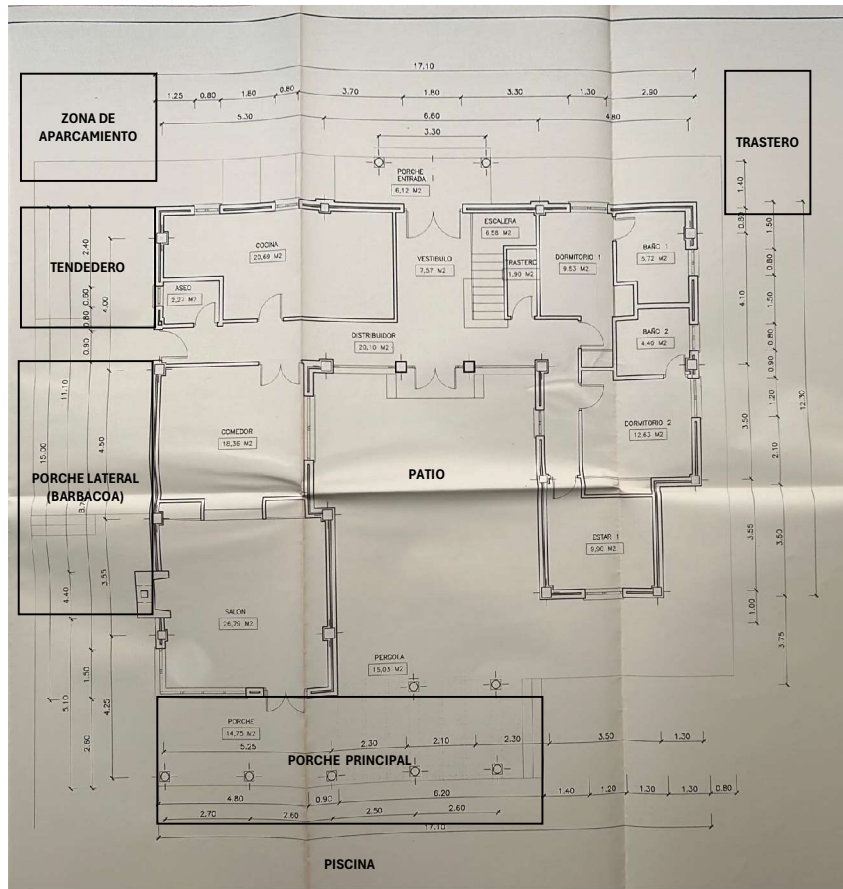 17.10
1.25 0.80 1.80 0.80 3.70 1.80 3.30 1.30 2.90
5.30 6.60 4.80
3.30
ZONA DE
APARCAMIENTO
TRASTERO
PORCHE
ENTRADA
6,12 M2
TENDEDERO
COCINA
20,69 M2
ASEO
2,27 M2
VESTIBULO
7,57 M2
ESCALERA
6,58 M2
TRASTERO
1,90 M2
DORMITORIO 1
9,53 M2
BAÑO 1
5,72 M2
BAÑO 2
4,40 M2
DISTRIBUIDOR
20,10 M2
COMEDOR
18,36 M2
PATIO
DORMITORIO 2
12,63 M2
PORCHE LATERAL
(BARBACOA)
ESTAR 1
9,90 M2
SALON
26,79 M2
PERGOLA
15,03 M2
PORCHE
14,75 M2
PORCHE PRINCIPAL
2.40
0.60
0.80
0.90
4.00
11.10
15.00
4.50
3.55
4.40
1.50
5.10
4.25
2.80
1.40
0.80
1.50
0.80
4.10
1.50
0.80
0.90
1.20
3.50
2.10
12.30
3.55
3.50
1.00
3.75
5.25 2.30 2.10 2.30 3.50 1.30
4.80 0.90 6.20 1.40 1.20 1.30 1.30 0.80
2.70 2.60 2.50 2.60
17.10
PISCINA